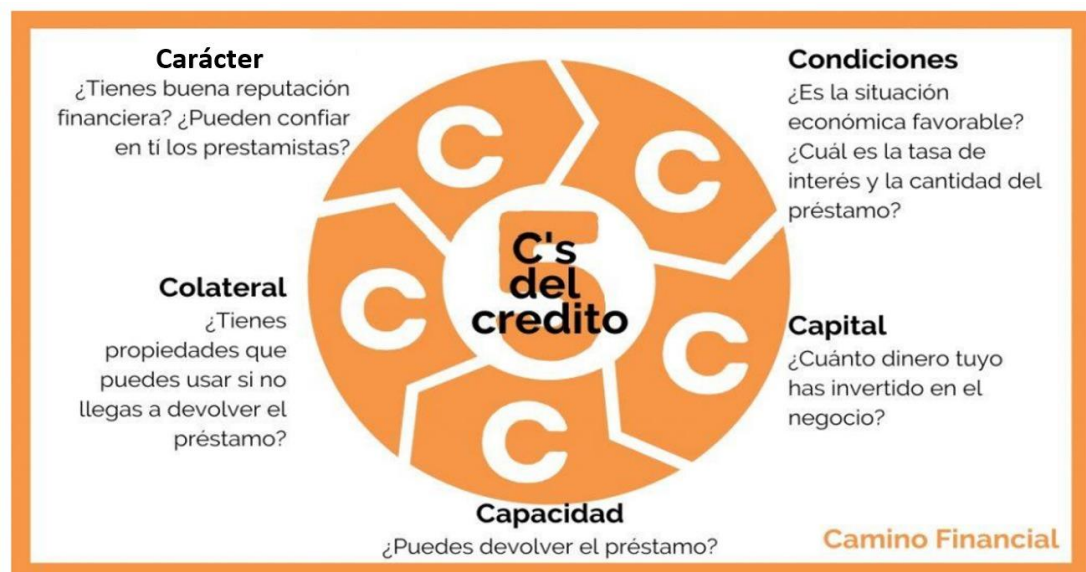 Carácter
¿Tienes buena reputación
financiera? ¿Pueden confiar
en tí los prestamistas?
Condiciones
¿Es la situación
económica favorable?
¿Cuál es la tasa de
interés y la cantidad del
préstamo?
C
C
C
C
C
5
C's
del
credito
Colateral
¿Tienes
propiedades que
puedes usar si no
llegas a devolver el
préstamo?
Capital
¿Cuánto dinero tuyo
has invertido en el
negocio?
Capacidad
¿Puedes devolver el préstamo?
Camino Financial